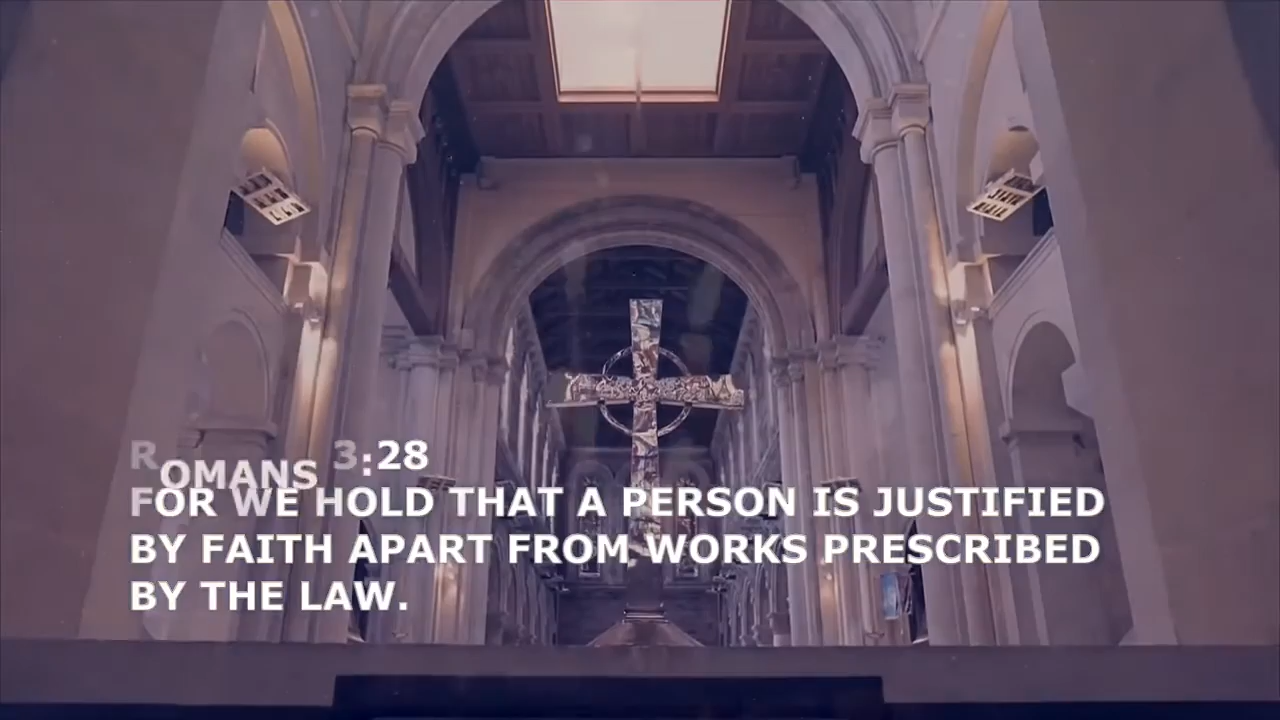 ROMANS 3:28
FOR WE HOLD THAT A PERSON IS JUSTIFIED
BY FAITH APART FROM WORKS PRESCRIBED
BY THE LAW.